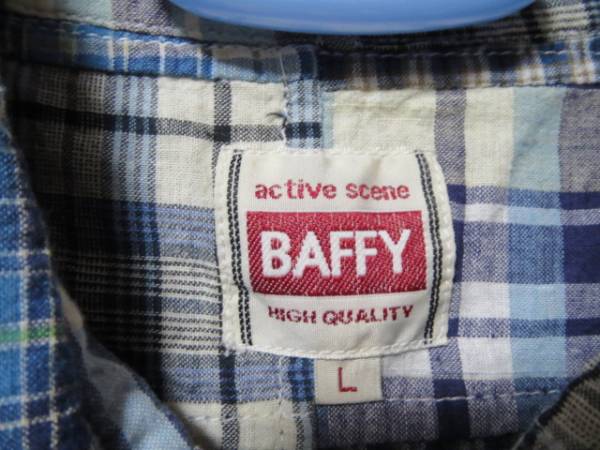 active scene
BAFFY
HIGH QUALITY
L